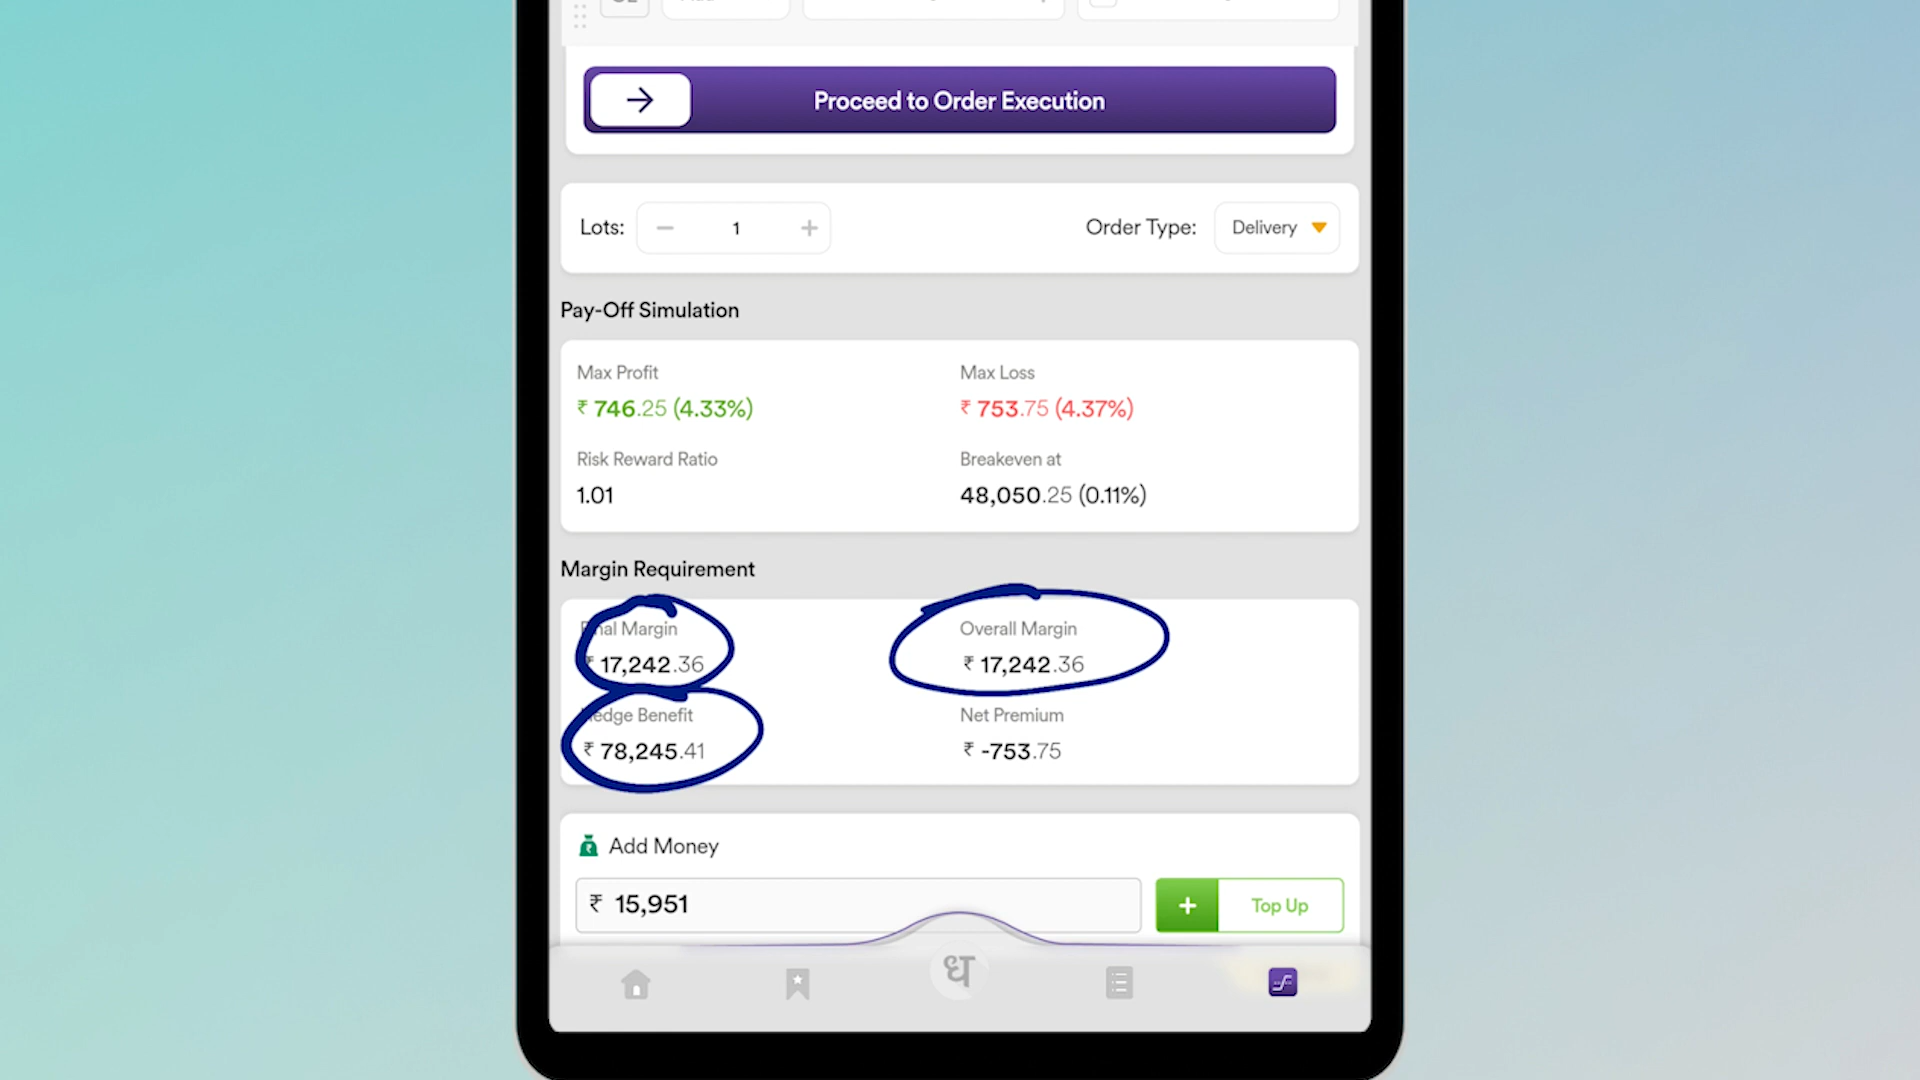 Proceed to Order Execution
Lots: 1 Order Type: Delivery
Pay-Off Simulation
Max Profit Max Loss
₹ 746.25 (4.33%) ₹ 753.75 (4.37%)
Risk Reward Ratio Breakeven at
1.01 48,050.25 (0.11%)
Margin Requirement
Final Margin Overall Margin
₹ 17,242.36 ₹ 17,242.36
Hedge Benefit Net Premium
₹ 78,245.41 ₹ -753.75
Add Money
₹ 15,951 + Top Up
ध